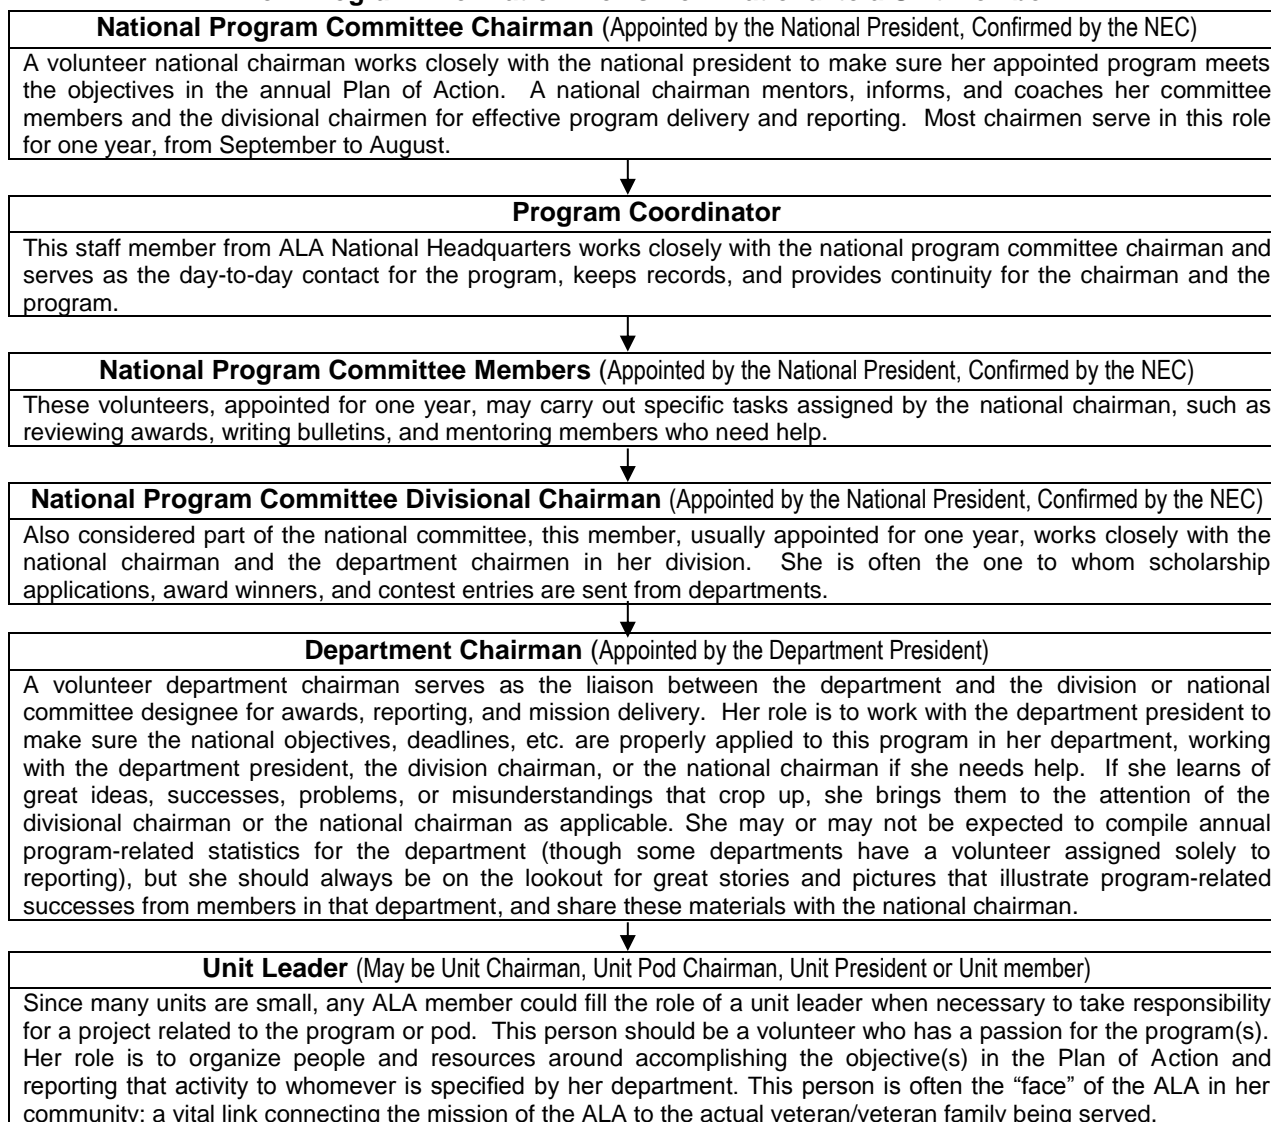 National Program Committee Chairman (Appointed by the National President, Confirmed by the NEC)
A volunteer national chairman works closely with the national president to make sure her appointed program meets
the objectives in the annual Plan of Action. A national chairman mentors, informs, and coaches her committee
members and the divisional chairmen for effective program delivery and reporting. Most chairmen serve in this role
for one year, from September to August.
Program Coordinator
This staff member from ALA National Headquarters works closely with the national program committee chairman and
serves as the day-to-day contact for the program, keeps records, and provides continuity for the chairman and the
program.
National Program Committee Members (Appointed by the National President, Confirmed by the NEC)
These volunteers, appointed for one year, may carry out specific tasks assigned by the national chairman, such as
reviewing awards, writing bulletins, and mentoring members who need help.
National Program Committee Divisional Chairman (Appointed by the National President, Confirmed by the NEC)
Also considered part of the national committee, this member, usually appointed for one year, works closely with the
national chairman and the department chairmen in her division. She is often the one to whom scholarship
applications, award winners, and contest entries are sent from departments.
Department Chairman (Appointed by the Department President)
A volunteer department chairman serves as the liaison between the department and the division or national
committee designee for awards, reporting, and mission delivery. Her role is to work with the department president to
make sure the national objectives, deadlines, etc. are properly applied to this program in her department, working
with the department president, the division chairman, or the national chairman if she needs help. If she learns of
great ideas, successes, problems, or misunderstandings that crop up, she brings them to the attention of the
divisional chairman or the national chairman as applicable. She may or may not be expected to compile annual
program-related statistics for the department (though some departments have a volunteer assigned solely to
reporting), but she should always be on the lookout for great stories and pictures that illustrate program-related
successes from members in that department, and share these materials with the national chairman.
Unit Leader (May be Unit Chairman, Unit Pod Chairman, Unit President or Unit member)
Since many units are small, any ALA member could fill the role of a unit leader when necessary to take responsibility
for a project related to the program or pod. This person should be a volunteer who has a passion for the program(s).
Her role is to organize people and resources around accomplishing the objective(s) in the Plan of Action and
reporting that activity to whomever is specified by her department. This person is often the “face” of the ALA in her
community; a vital link connecting the mission of the ALA to the actual veteran/veteran family being served.